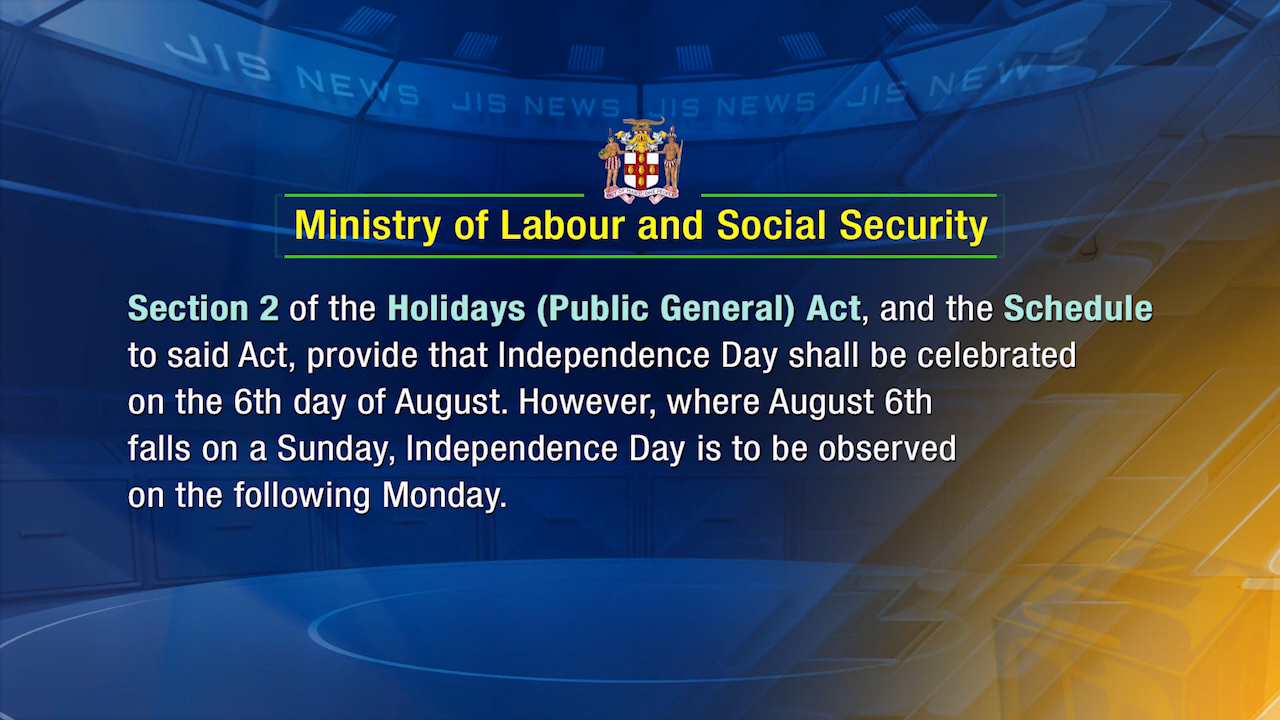 JIS NEWS JIS NEWS JIS NEWS JIS NEWS
Ministry of Labour and Social Security
Section 2 of the Holidays (Public General) Act, and the Schedule
to said Act, provide that Independence Day shall be celebrated
on the 6th day of August. However, where August 6th
falls on a Sunday, Independence Day is to be observed
on the following Monday.